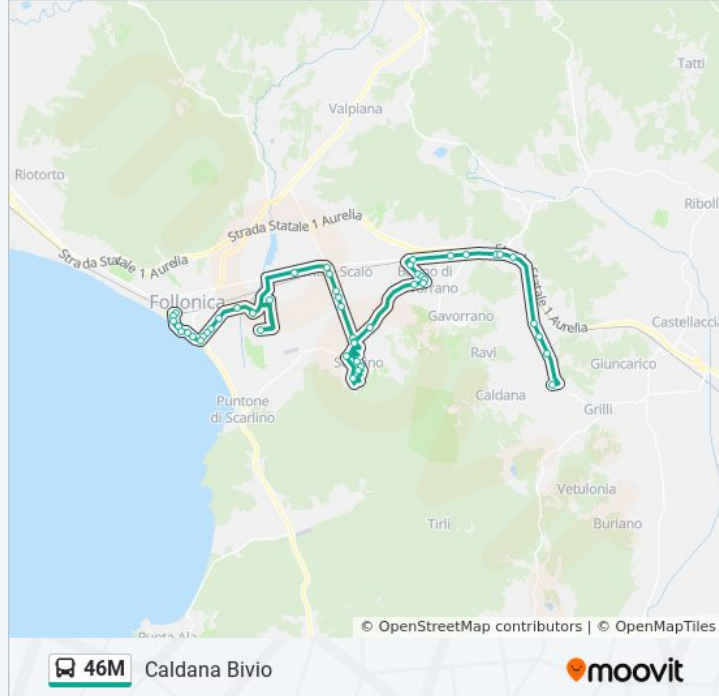 Tatti
Valpiana
Riotorto
Ribolla
Strada Statale 1 Aurelia
Strada Statale 1 Aurelia
Strada Statale 1 Aurelia
Scalo
Follonica
Gavorrano
Castellaccia
Ravi
Giuncarico
Puntone
di Scarlino
Caldana
Grilli
Vetulonia
Tirli
Buriano
Punta Ala
© OpenStreetMap contributors | © OpenMapTiles
46M Caldana Bivio moovit